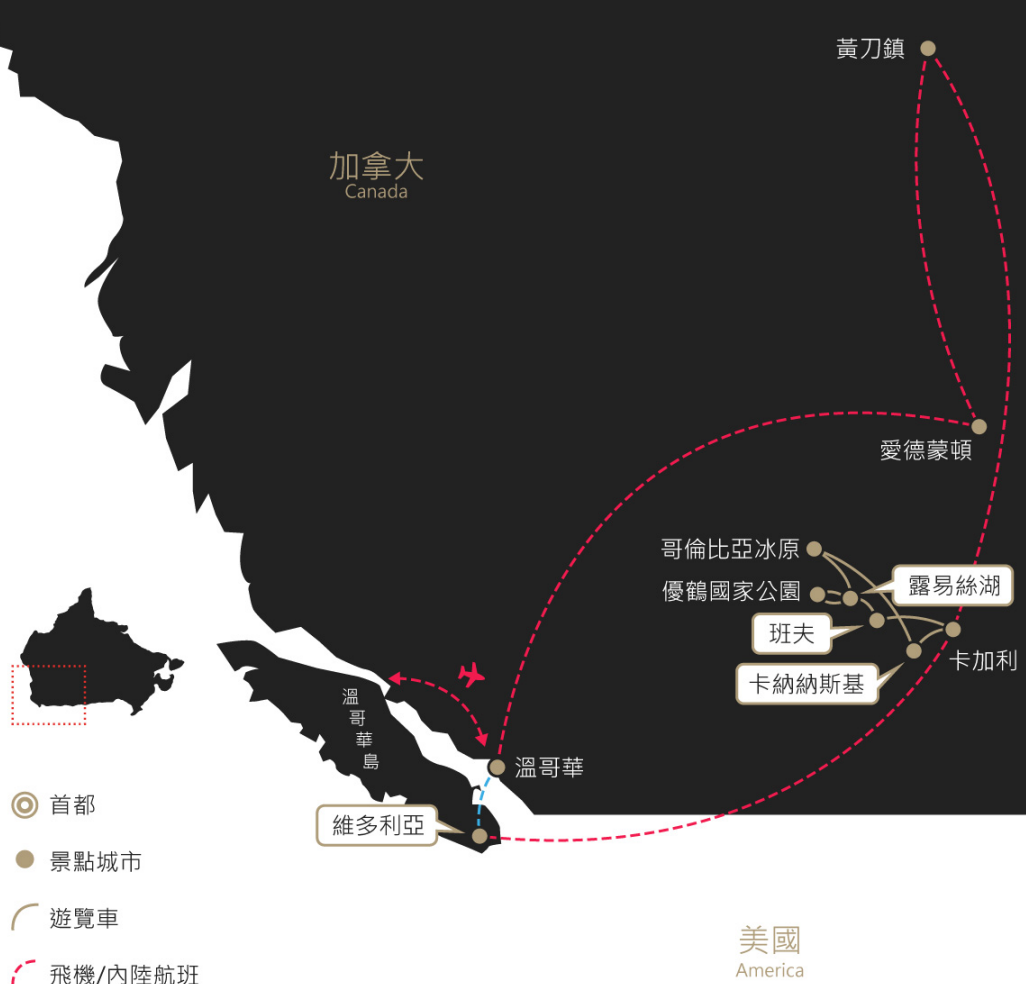 黃刀鎮
加拿大
Canada
愛德蒙頓
哥倫比亞冰原
優鶴國家公園
露易絲湖
班夫
卡加利
卡納納斯基
溫哥華島
溫哥華
維多利亞
首都
景點城市
遊覽車
飛機/內陸航班
美國
America